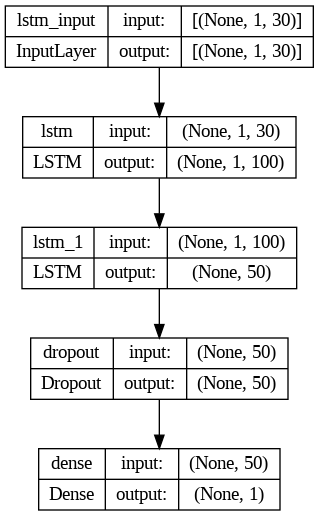 lstm_input input: [(None, 1, 30)]
InputLayer output: [(None, 1, 30)]
lstm input: (None, 1, 30)
LSTM output: (None, 1, 100)
lstm_1 input: (None, 1, 100)
LSTM output: (None, 50)
dropout input: (None, 50)
Dropout output: (None, 50)
dense input: (None, 50)
Dense output: (None, 1)